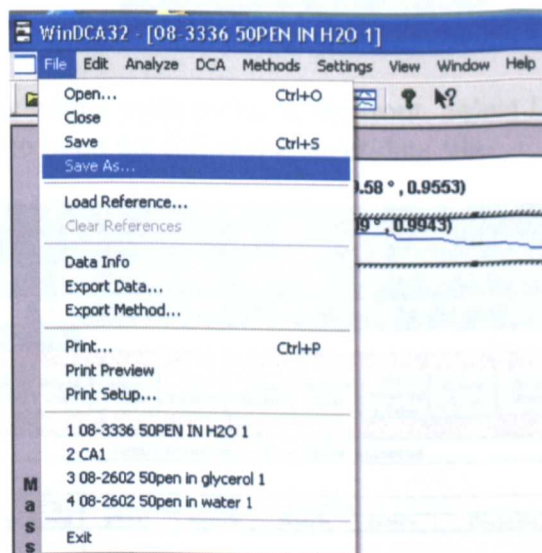 WinDCA32 - [08-3336 50PEN IN H2O 1]
File Edit Analyze DCA Methods Settings View Window Help
Open... Ctrl+O
Close
Save Ctrl+S
Save As...
.58 °, 0.9553)
Load Reference...
Clear References
9 °, 0.9943)
Data Info
Export Data...
Export Method...
Print... Ctrl+P
Print Preview
Print Setup...
1 08-3336 50PEN IN H2O 1
2 CA1
3 08-2602 50pen in glycerol 1
4 08-2602 50pen in water 1
Exit
M
a
s
s